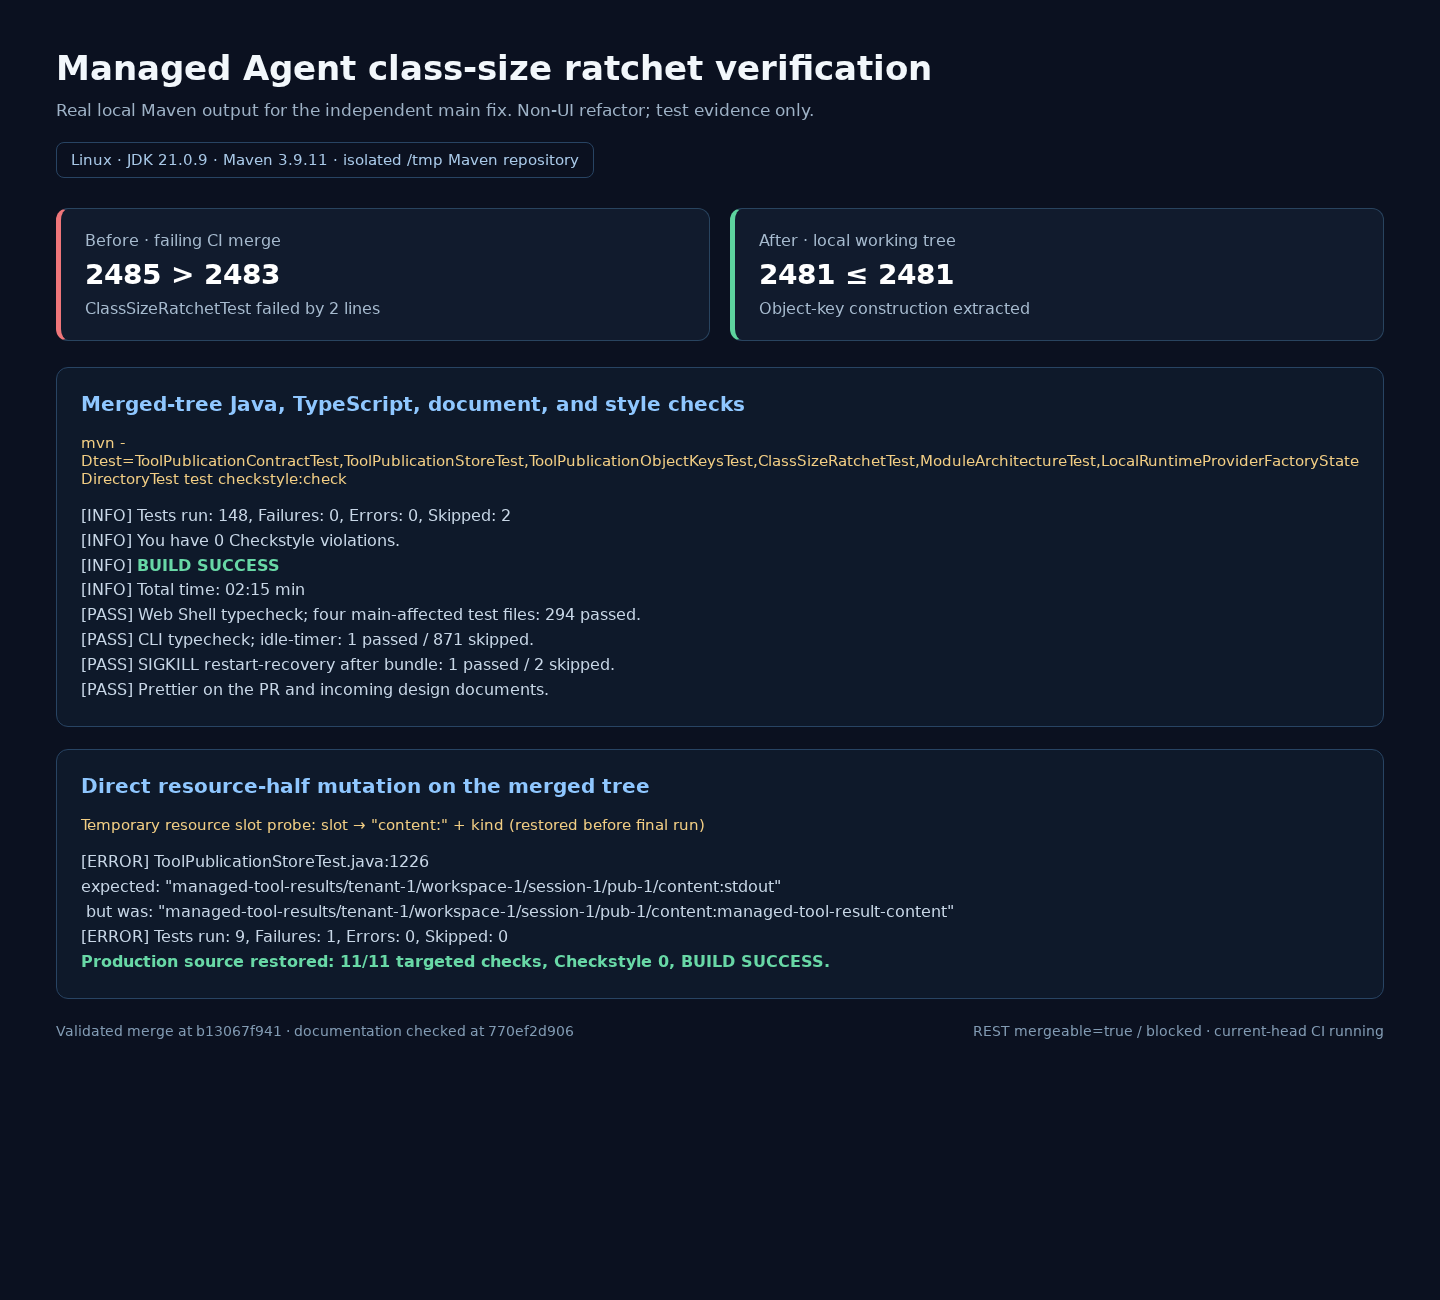 Managed Agent class-size ratchet verification
Real local Maven output for the independent main fix. Non-UI refactor; test evidence only.
Linux · JDK 21.0.9 · Maven 3.9.11 · isolated /tmp Maven repository
Before · failing CI merge
2485 > 2483
ClassSizeRatchetTest failed by 2 lines
After · local working tree
2481 ≤ 2481
Object-key construction extracted
Merged-tree Java, TypeScript, document, and style checks
mvn -
Dtest=ToolPublicationContractTest,ToolPublicationStoreTest,ToolPublicationObjectKeysTest,ClassSizeRatchetTest,ModuleArchitectureTest,LocalRuntimeProviderFactoryState
DirectoryTest test checkstyle:check
[INFO] Tests run: 148, Failures: 0, Errors: 0, Skipped: 2
[INFO] You have 0 Checkstyle violations.
[INFO] BUILD SUCCESS
[INFO] Total time: 02:15 min
[PASS] Web Shell typecheck; four main-affected test files: 294 passed.
[PASS] CLI typecheck; idle-timer: 1 passed / 871 skipped.
[PASS] SIGKILL restart-recovery after bundle: 1 passed / 2 skipped.
[PASS] Prettier on the PR and incoming design documents.
Direct resource-half mutation on the merged tree
Temporary resource slot probe: slot → "content:" + kind (restored before final run)
[ERROR] ToolPublicationStoreTest.java:1226
expected: "managed-tool-results/tenant-1/workspace-1/session-1/pub-1/content:stdout"
but was: "managed-tool-results/tenant-1/workspace-1/session-1/pub-1/content:managed-tool-result-content"
[ERROR] Tests run: 9, Failures: 1, Errors: 0, Skipped: 0
Production source restored: 11/11 targeted checks, Checkstyle 0, BUILD SUCCESS.
Validated merge at b13067f941 · documentation checked at 770ef2d906
REST mergeable=true / blocked · current-head CI running